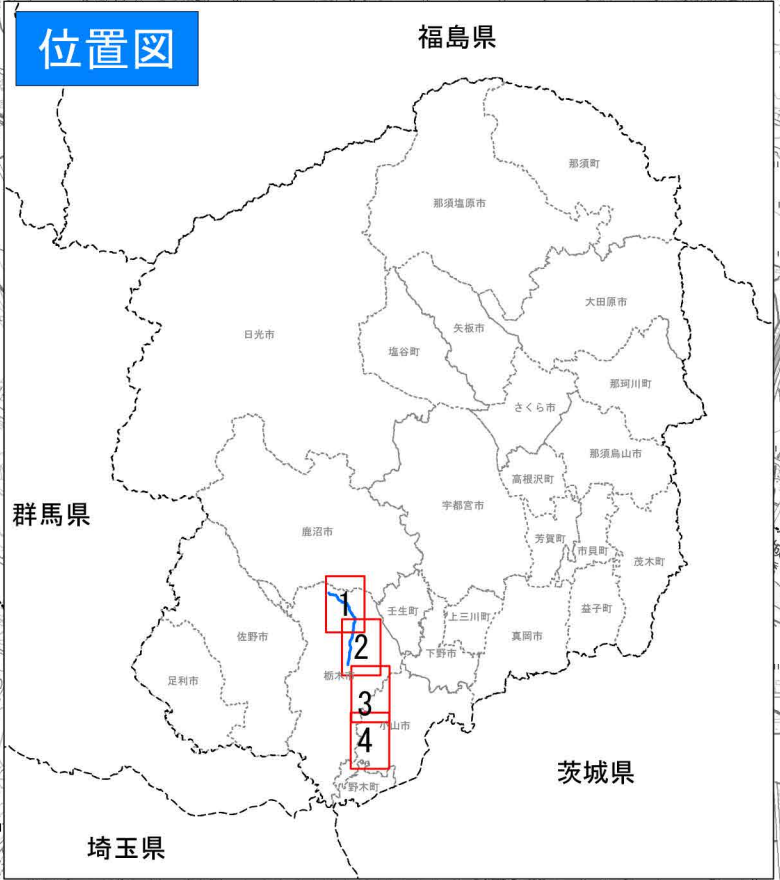 位置図
福島県
那須町
那須塩原市
大田原市
矢板市
日光市
塩谷町
那珂川町
さくら市
那須烏山市
高根沢町
宇都宮市
群馬県
鹿沼市
芳賀町
市貝町
茂木町
1
壬生町
益子町
上三川町
佐野市
真岡市
2
下野市
栃木市
足利市
3
小山市
4
茨城県
野木町
埼玉県